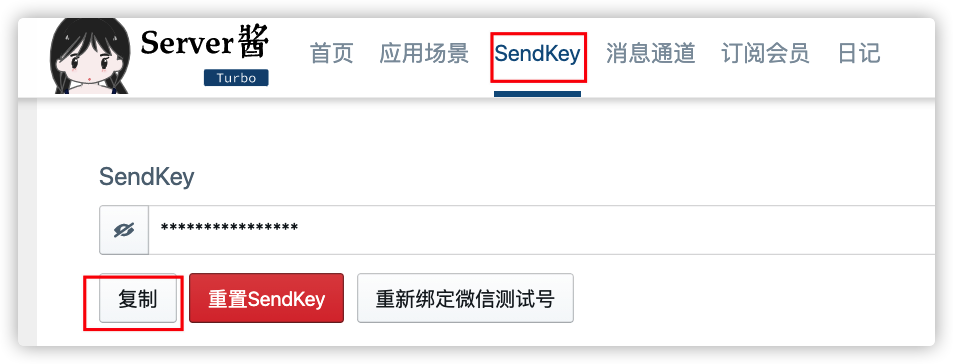 Server酱
Turbo
首页 应用场景 SendKey 消息通道 订阅会员 日记
SendKey
****************
复制 重置SendKey 重新绑定微信测试号